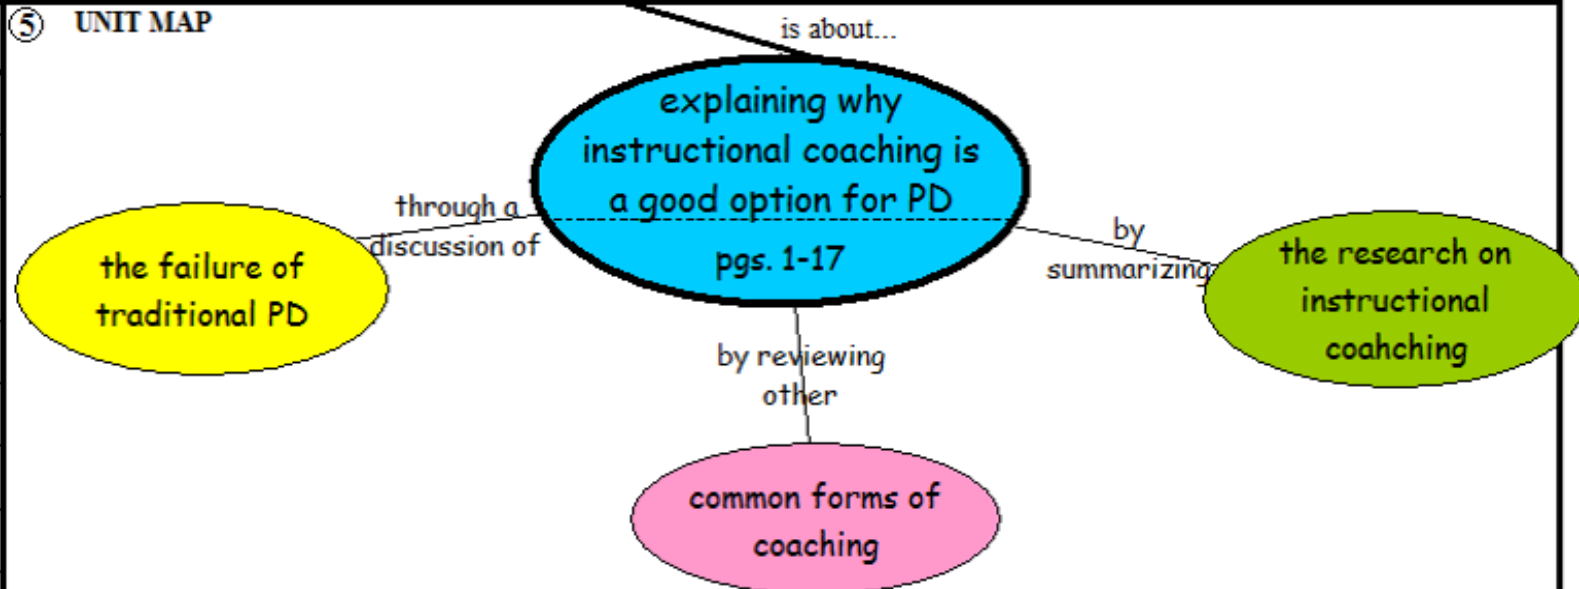 ⑤ UNIT MAP
is about...
explaining why
instructional coaching is
a good option for PD
pgs. 1-17
through a
discussion of
the failure of
traditional PD
by reviewing
other
common forms of
coaching
by
summarizing
the research on
instructional
coahching